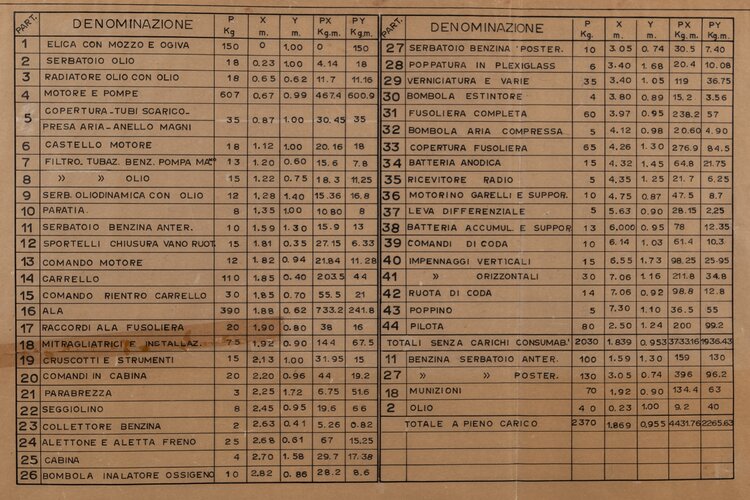 PART. DENOMINAZIONE P Kg. X m. Y m. PX Kg.m. PY Kg.m.
1 ELICA CON MOZZO E OGIVA 150 0 1.00 0 150
2 SERBATOIO OLIO 18 0.23 1.00 4.14 18
3 RADIATORE OLIO CON OLIO 18 0.65 0.62 11.7 11.16
4 MOTORE E POMPE 607 0.67 0.99 467.4 600.9
5 COPERTURA-TUBI SCARICO-
PRESA ARIA-ANELLO MAGNI 35 0.87 1.00 30.45 35
6 CASTELLO MOTORE 18 1.12 1.00 20.16 18
7 FILTRO. TUBAZ. BENZ. POMPA 13 1.20 0.60 15.6 7.8
8 » » OLIO 15 1.22 0.75 18.3 11.25
9 SERB. OLIODINAMICA CON OLIO 12 1.28 1.40 15.36 16.8
10 PARATIA. 8 1.35 1.00 10.80 8
11 SERBATOIO BENZINA ANTER. 10 1.59 1.30 15.9 13
12 SPORTELLI CHIUSURA VANO RUOT. 15 1.81 0.35 27.15 6.33
13 COMANDO MOTORE 12 1.82 0.94 21.84 11.28
14 CARRELLO 110 1.85 0.40 203.5 44
15 COMANDO RIENTRO CARRELLO 30 1.85 0.70 55.5 21
16 ALA 390 1.88 0.62 733.2 241.8
17 RACCORDI ALA FUSOLIERA 20 1.90 0.80 38 16
18 MITRAGLIATRICI E INSTALLAZ. 75 1.92 0.90 144 67.5
19 CRUSCOTTI E STRUMENTI 15 2.13 1.00 31.95 15
20 COMANDI IN CABINA 20 2.20 0.96 44 19.2
21 PARABREZZA 3 2.25 1.72 6.75 51.6
22 SEGGIOLINO 8 2.45 0.95 19.6 66
23 COLLETTORE BENZINA 2 2.63 0.41 5.26 0.82
24 ALETTONE E ALETTA FRENO 25 2.68 0.61 67 15.25
25 CABINA 4 2.70 1.58 29.7 17.38
26 BOMBOLA INALATORE OSSIGENO 10 2.82 0.86 28.2 8.6
PART. DENOMINAZIONE P Kg. X m. Y m. PX Kg.m. PY Kg.m.
27 SERBATOIO BENZINA POSTER. 10 3.05 0.74 30.5 7.40
28 POPPATURA IN PLEXIGLASS 6 3.40 1.68 20.4 10.08
29 VERNICIATURA E VARIE 35 3.40 1.05 119 36.75
30 BOMBOLA ESTINTORE 4 3.80 0.89 15.2 3.56
31 FUSOLIERA COMPLETA 60 3.97 0.95 238.2 57
32 BOMBOLA ARIA COMPRESSA 5 4.12 0.98 20.60 4.90
33 COPERTURA FUSOLIERA 65 4.26 1.30 276.9 84.5
34 BATTERIA ANODICA 15 4.32 1.45 64.8 21.75
35 RICEVITORE RADIO 5 4.35 1.25 21.7 6.25
36 MOTORINO GARELLI E SUPPOR. 10 4.75 0.87 47.5 8.7
37 LEVA DIFFERENZIALE 5 5.63 0.90 28.15 2.25
38 BATTERIA ACCUMUL. E SUPPOR 13 6,000 0.95 78 12.35
39 COMANDI DI CODA 10 6.14 1.03 61.4 10.3
40 IMPENNAGGI VERTICALI 15 6.55 1.73 98.25 25.95
41 » ORIZZONTALI 30 7.06 1.16 211.8 34.8
42 RUOTA DI CODA 14 7.06 0.92 98.8 12.8
43 POPPINO 5 7.30 1.10 36.5 55
44 PILOTA 80 2.50 1.24 200 99.2
TOTALI SENZA CARICHI CONSUMAB. 2030 1.839 0.953 3733.16 1936.43
11 BENZINA SERBATOIO ANTER. 100 1.59 1.30 159 130
27 » » POSTER. 130 3.05 0.74 396 96.2
18 MUNIZIONI 70 1.92 0.90 134.4 63
2 OLIO 40 0.23 1.00 9.2 40
TOTALE A PIENO CARICO 2370 1.869 0.955 4431.76 2265.63